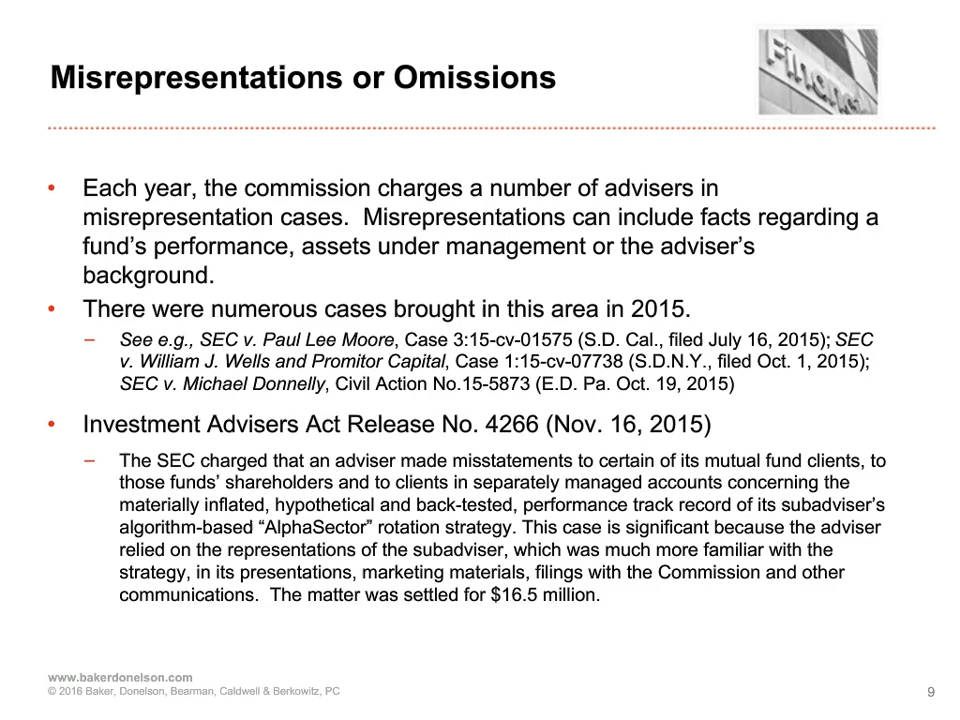 Misrepresentations or Omissions
Financ
• Each year, the commission charges a number of advisers in
misrepresentation cases.  Misrepresentations can include facts regarding a
fund’s performance, assets under management or the adviser’s
background.
• There were numerous cases brought in this area in 2015.
– See e.g., SEC v. Paul Lee Moore, Case 3:15-cv-01575 (S.D. Cal., filed July 16, 2015); SEC
v. William J. Wells and Promitor Capital, Case 1:15-cv-07738 (S.D.N.Y., filed Oct. 1, 2015);
SEC v. Michael Donnelly, Civil Action No.15-5873 (E.D. Pa. Oct. 19, 2015)
• Investment Advisers Act Release No. 4266 (Nov. 16, 2015)
– The SEC charged that an adviser made misstatements to certain of its mutual fund clients, to
those funds’ shareholders and to clients in separately managed accounts concerning the
materially inflated, hypothetical and back-tested, performance track record of its subadviser’s
algorithm-based “AlphaSector” rotation strategy. This case is significant because the adviser
relied on the representations of the subadviser, which was much more familiar with the
strategy, in its presentations, marketing materials, filings with the Commission and other
communications.  The matter was settled for $16.5 million.
www.bakerdonelson.com
© 2016 Baker, Donelson, Bearman, Caldwell & Berkowitz, PC
9